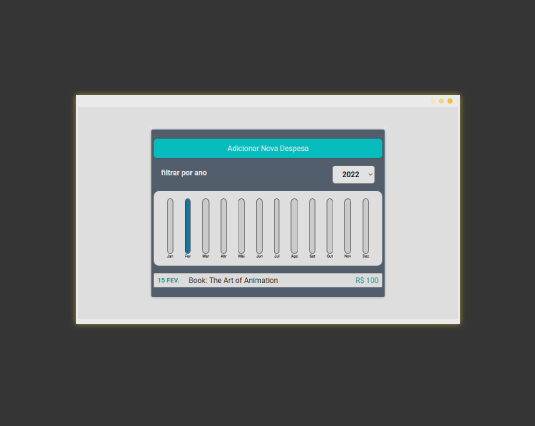 Adicionar Nova Despesa
filtrar por ano
2022
Jan Fev Mar Abr Mai Jun Jul Ago Set Out Nov Dez
15 FEV. Book: The Art of Animation R$ 100